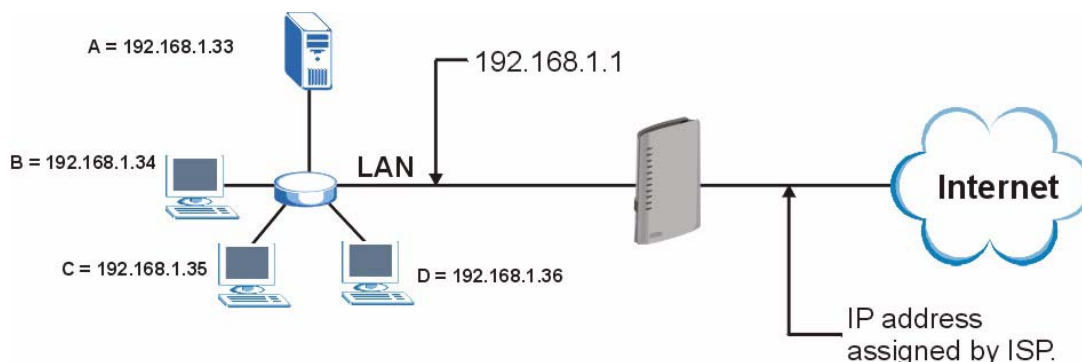 A = 192.168.1.33
192.168.1.1
B = 192.168.1.34
LAN
Internet
C = 192.168.1.35
D = 192.168.1.36
IP address
assigned by ISP.